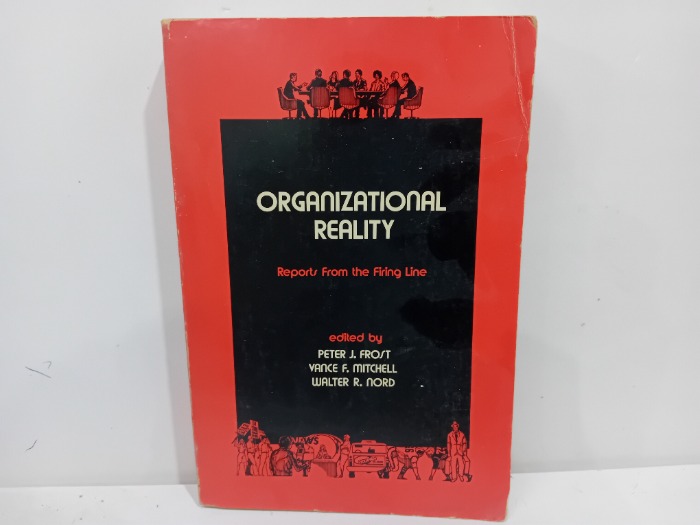 ORGANIZATIONAL
REALITY
Reports From the Firing Line
edited by
PETER J. FROST
VANCE F. MITCHELL
WALTER R. NORD